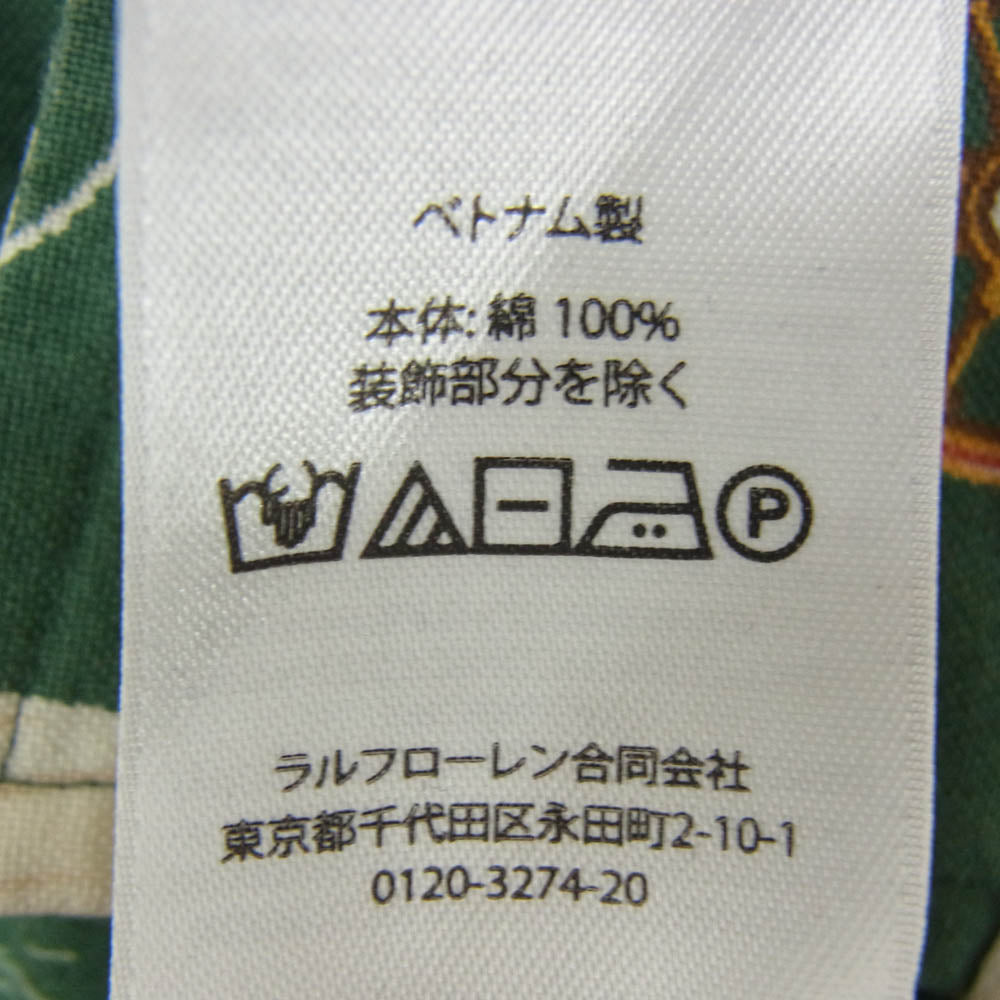 ベトナム製
本体: 綿 100%
装飾部分を除く
P
ラルフローレン合同会社
東京都千代田区永田町2-10-1
0120-3274-20